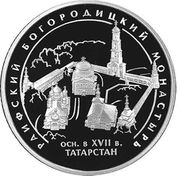 РАИФСКИЙ БОГОРОДИЦКИЙ МОНАСТЫРЬ
ОСН. В XVII В.
ТАТАРСТАН